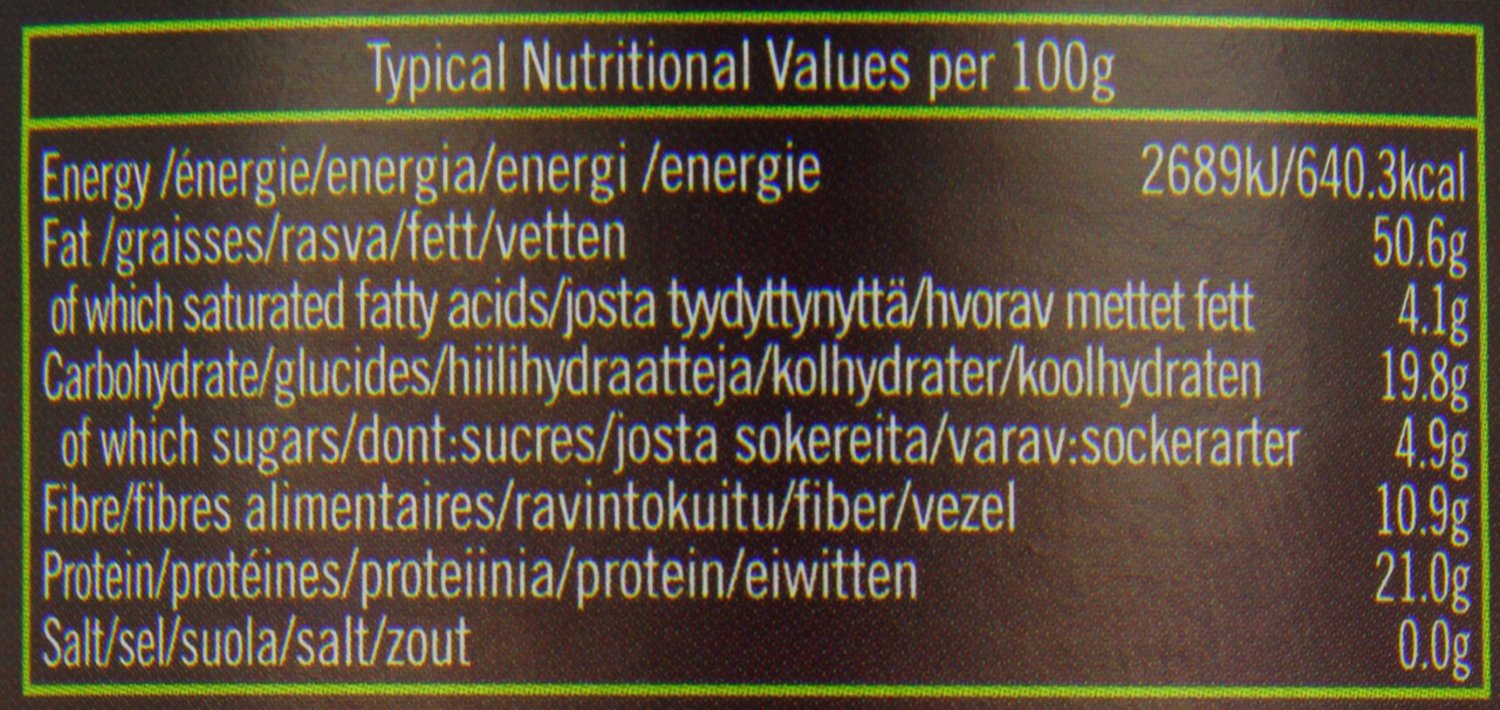 Typical Nutritional Values per 100g
Energy /énergie/energia/energi /energie 2689kJ/640.3kcal
Fat /graisses/rasva/fett/vetten 50.6g
of which saturated fatty acids/josta tyydyttynyttä/hvorav mettet fett 4.1g
Carbohydrate/glucides/hiilihydraatteja/kolhydrater/koolhydraten 19.8g
of which sugars/dont:sucres/josta sokereita/varav:sockerarter 4.9g
Fibre/fibres alimentaires/ravintokuitu/fiber/vezel 10.9g
Protein/protéines/proteiinia/protein/eiwitten 21.0g
Salt/sel/suola/salt/zout 0.0g